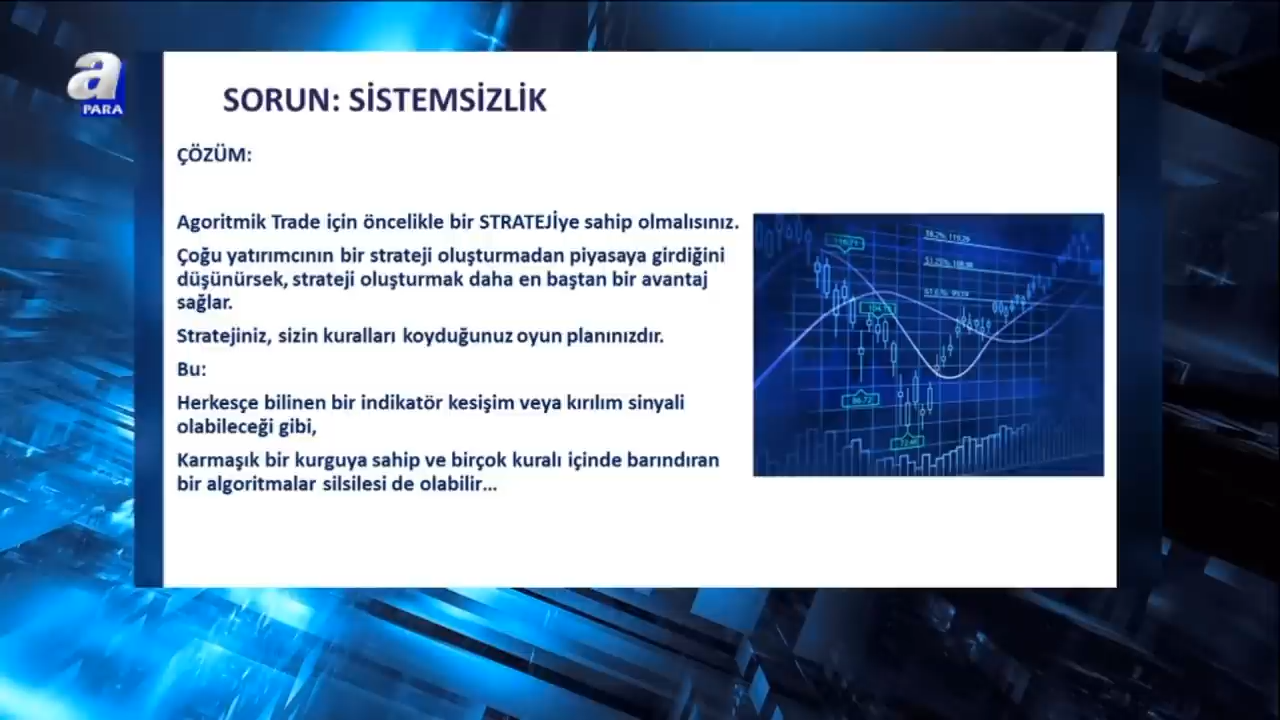 a
PARA
SORUN: SİSTEMSİZLİK
ÇÖZÜM:
Agoritmik Trade için öncelikle bir STRATEJİye sahip olmalısınız.
Çoğu yatırımcının bir strateji oluşturmadan piyasaya girdiğini
düşünürsek, strateji oluşturmak daha en baştan bir avantaj
sağlar.
Stratejiniz, sizin kuralları koyduğunuz oyun planınızdır.
Bu:
Herkesçe bilinen bir indikatör kesişim veya kırılım sinyali
olabileceği gibi,
Karmaşık bir kurguya sahip ve birçok kuralı içinde barındıran
bir algoritmalar silsilesi de olabilir...